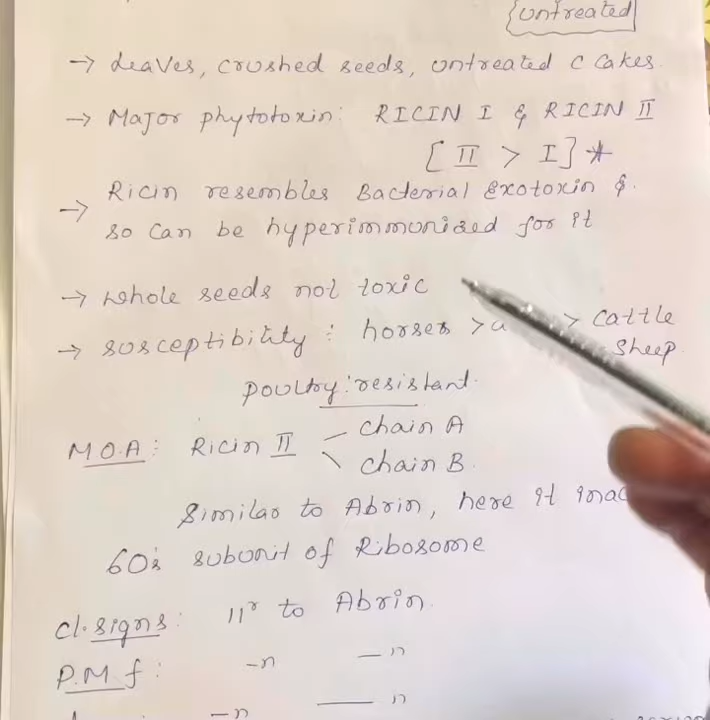 (untreated)
→ Leaves, crushed seeds, untreated c cakes.
→ Major phytotoxin: RICIN I & RICIN II
[II > I]*
→ Ricin resembles Bacterial Exotoxin &
so can be hyperimmunized for it
→ whole seeds not toxic
→ susceptibility : horses > > cattle
sheep
poultry : resistant.
M.O.A: Ricin II
chain A
chain B
Similar to Abrin, here it
60s subunit of Ribosome
Cl. signs: 11r to Abrin.
P.M f: -n — n
-n — n